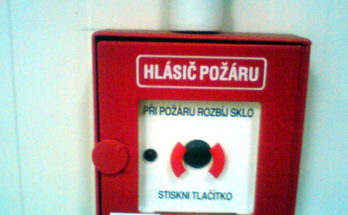 HLÁSIČ POŽÁRU
PŘI POŽÁRU ROZBIJ SKLO
STISKNI TLAČÍTKO